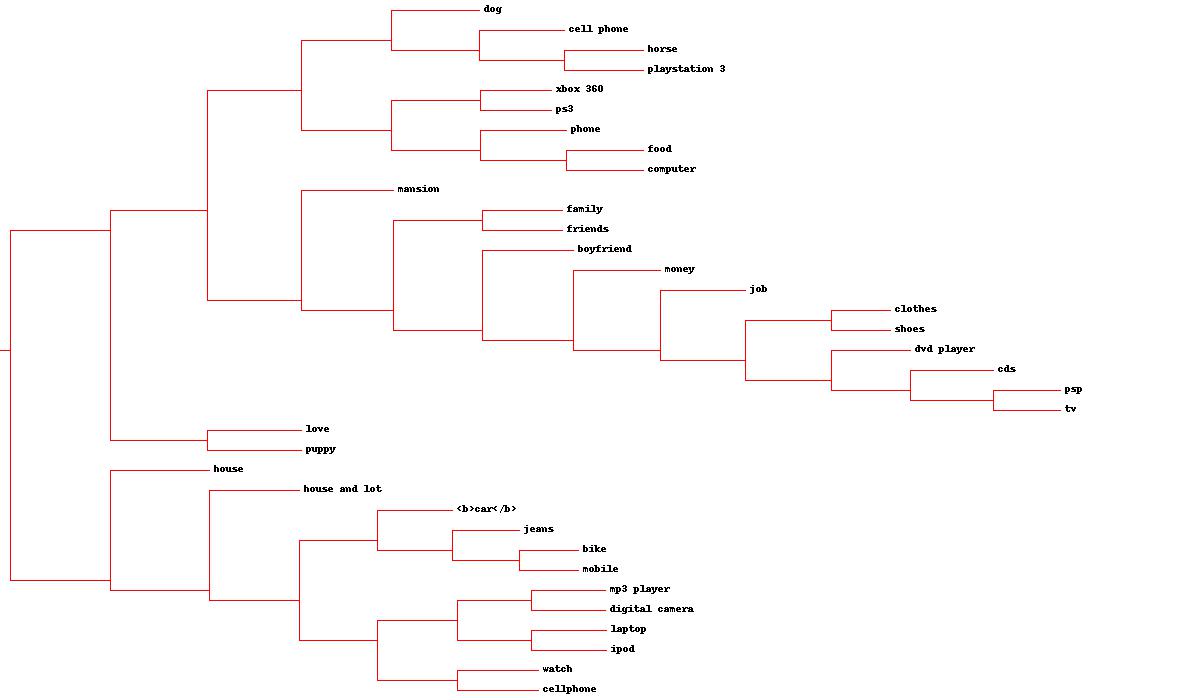 dog
cell phone
horse
playstation 3
xbox 360
ps3
phone
food
computer
mansion
family
friends
boyfriend
money
job
clothes
shoes
dvd player
cds
psp
tv
love
puppy
house
house and lot
<b>car</b>
jeans
bike
mobile
mp3 player
digital camera
laptop
ipod
watch
cellphone